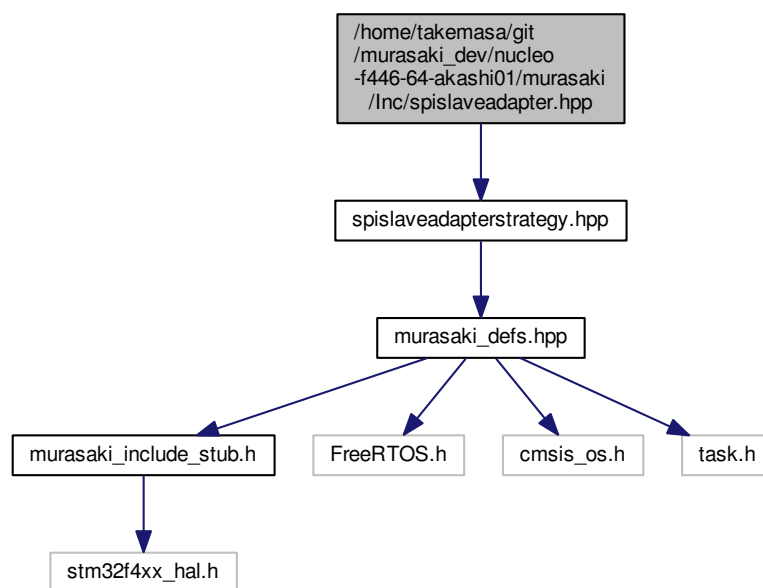 /home/takemasa/git
/murasaki_dev/nucleo
-f446-64-akashi01/murasaki
/Inc/spislaveadapter.hpp
spislaveadapterstrategy.hpp
murasaki_defs.hpp
murasaki_include_stub.h
FreeRTOS.h
cmsis_os.h
task.h
stm32f4xx_hal.h